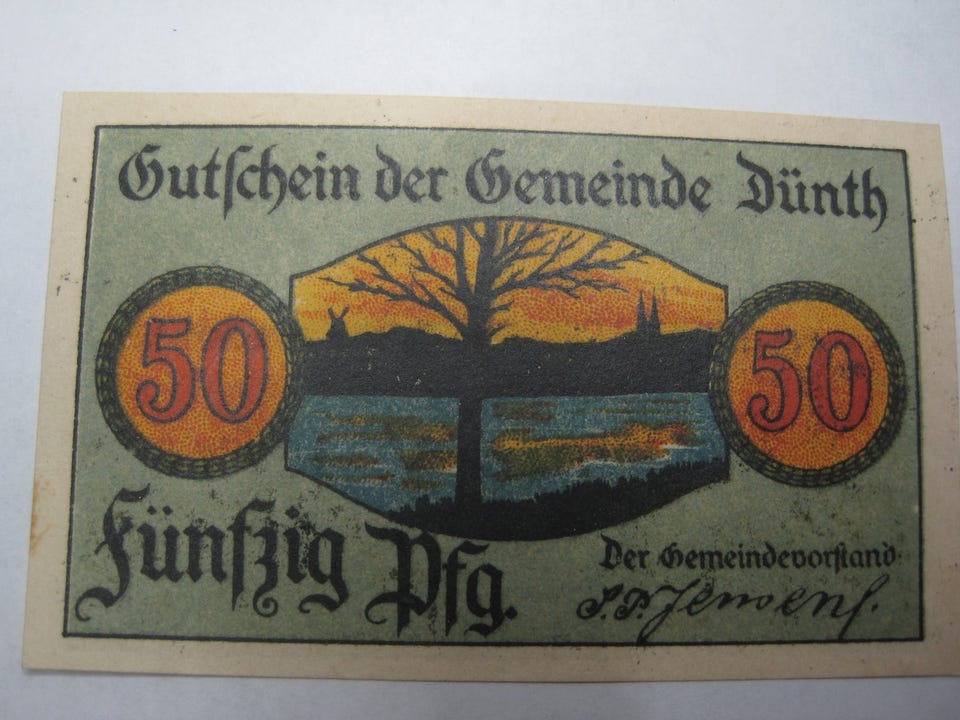 Gutschein der Gemeinde Dünth
50
50
Fünfzig Pfg.
Der Gemeindevorstand